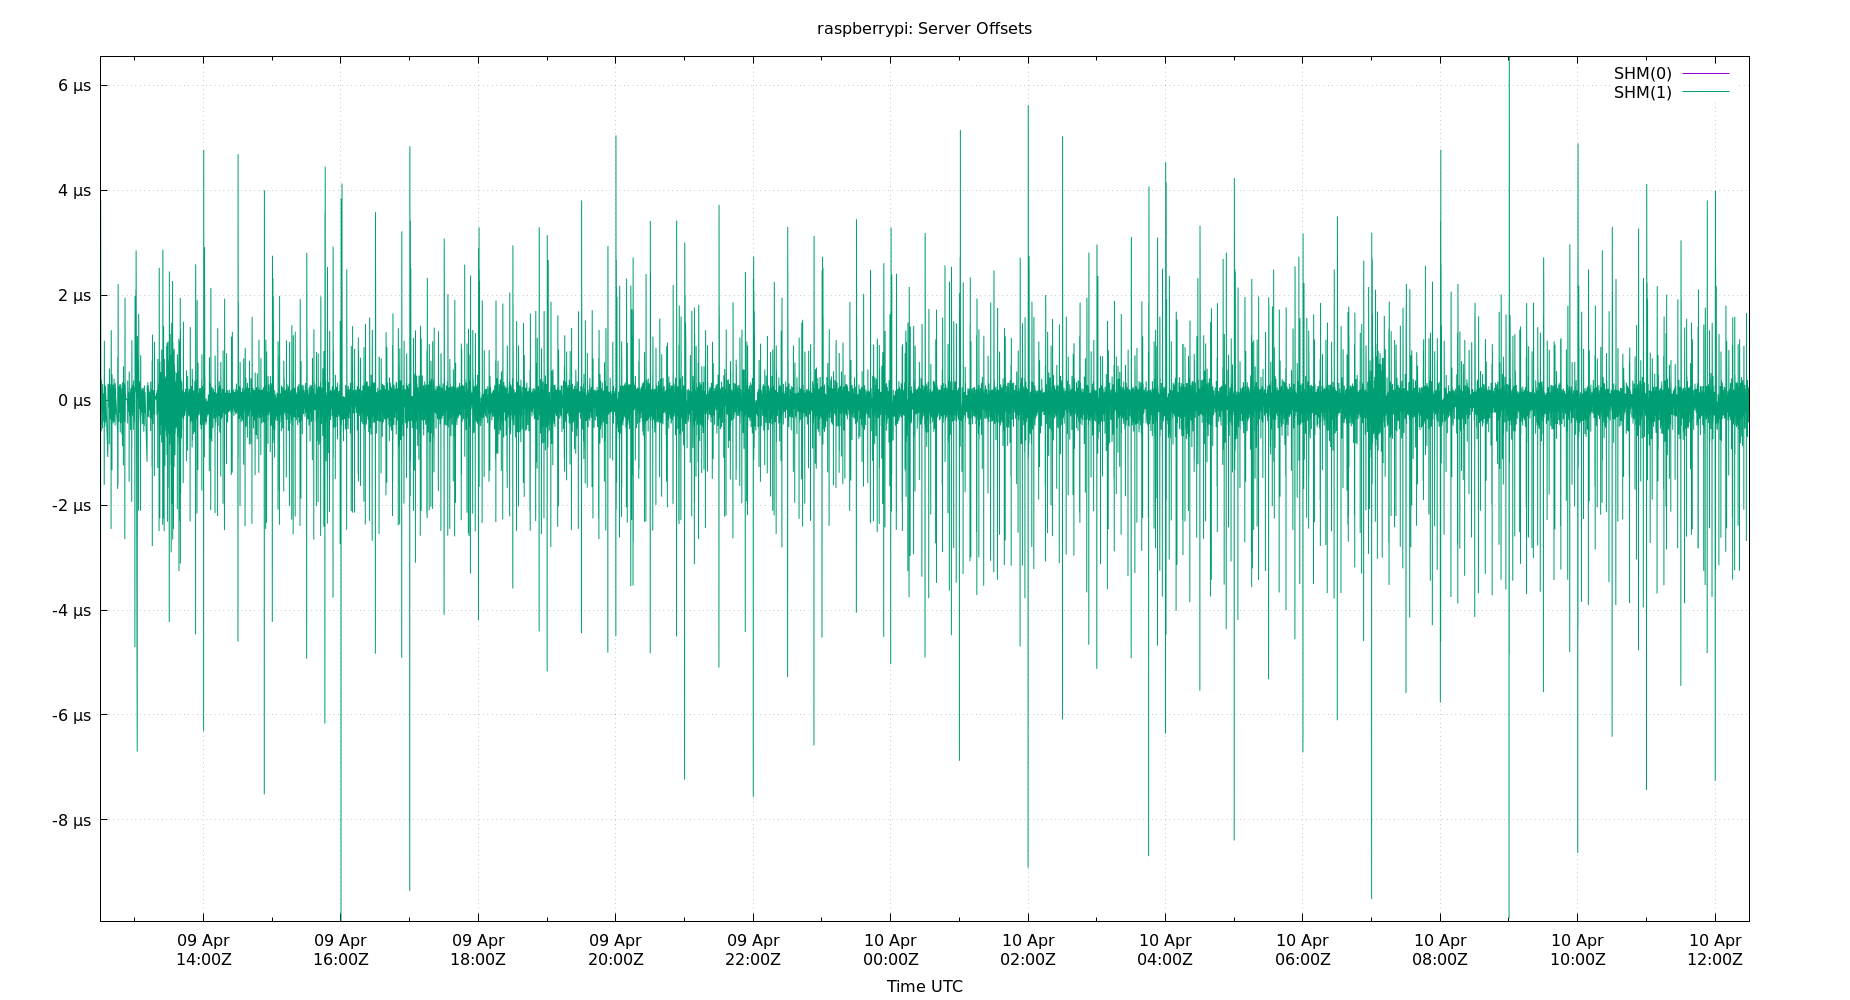 raspberrypi: Server Offsets
SHM(0)
SHM(1)
6 µs
4 µs
2 µs
0 µs
-2 µs
-4 µs
-6 µs
-8 µs
09 Apr 09 Apr 09 Apr 09 Apr 09 Apr 10 Apr 10 Apr 10 Apr 10 Apr 10 Apr 10 Apr 10 Apr
14:00Z 16:00Z 18:00Z 20:00Z 22:00Z 00:00Z 02:00Z 04:00Z 06:00Z 08:00Z 10:00Z 12:00Z
Time UTC